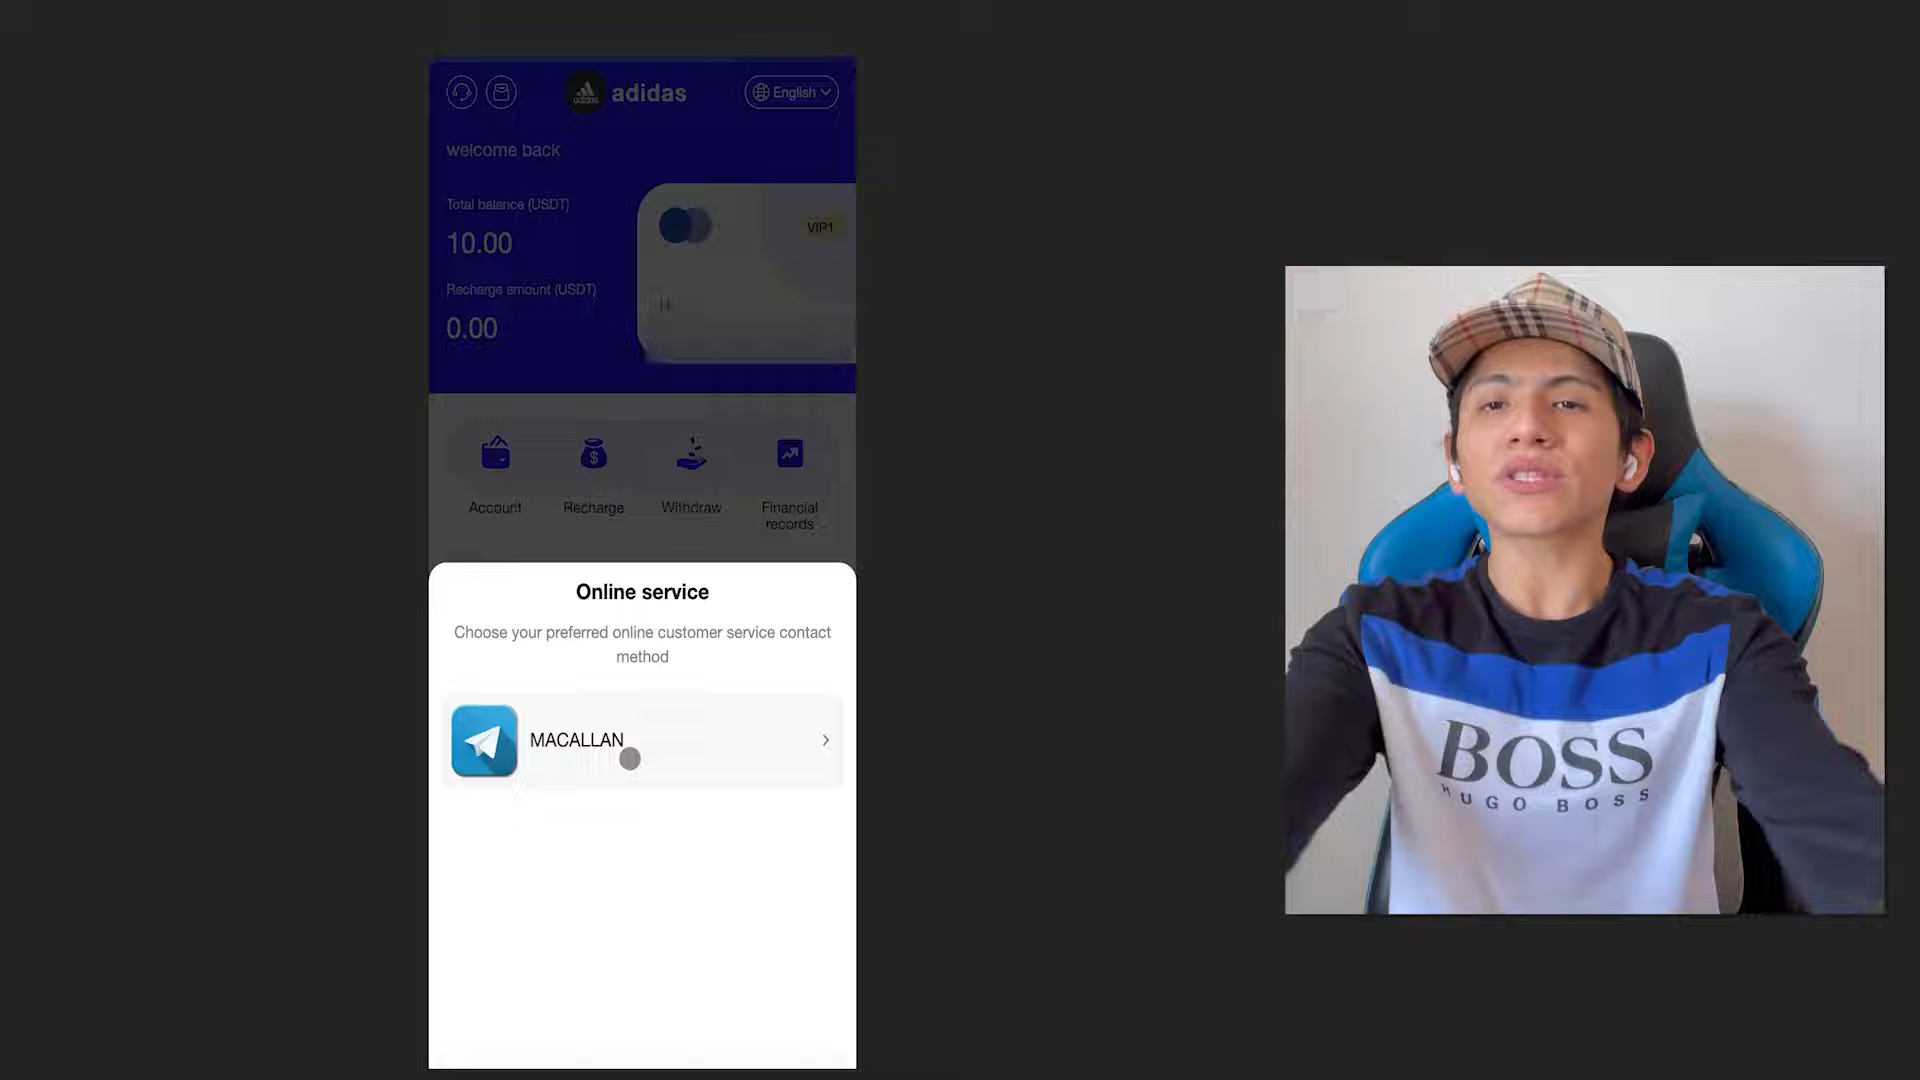 adidas
adidas
English
welcome back
Total balance (USDT)
10.00
VIP1
Recharge amount (USDT)
0.00
Account
Recharge
Withdraw
Financial
records
Online service
Choose your preferred online customer service contact
method
MACALLAN
BOSS
HUGO BOSS